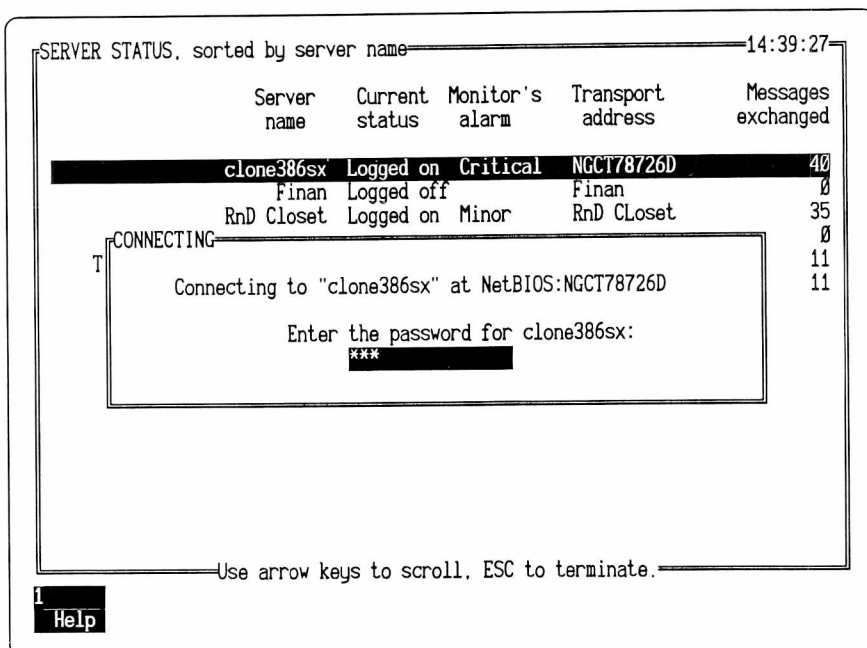 SERVER STATUS, sorted by server name 14:39:27
Server Current Monitor's Transport Messages
name status alarm address exchanged
clone386sx Logged on Critical NGCT78726D 40
Finan Logged off Finan 0
RnD Closet Logged on Minor RnD CLoset 35
CONNECTING 0
T 11
Connecting to "clone386sx" at NetBIOS:NGCT78726D 11
Enter the password for clone386sx:
***
Use arrow keys to scroll, ESC to terminate.
1
Help